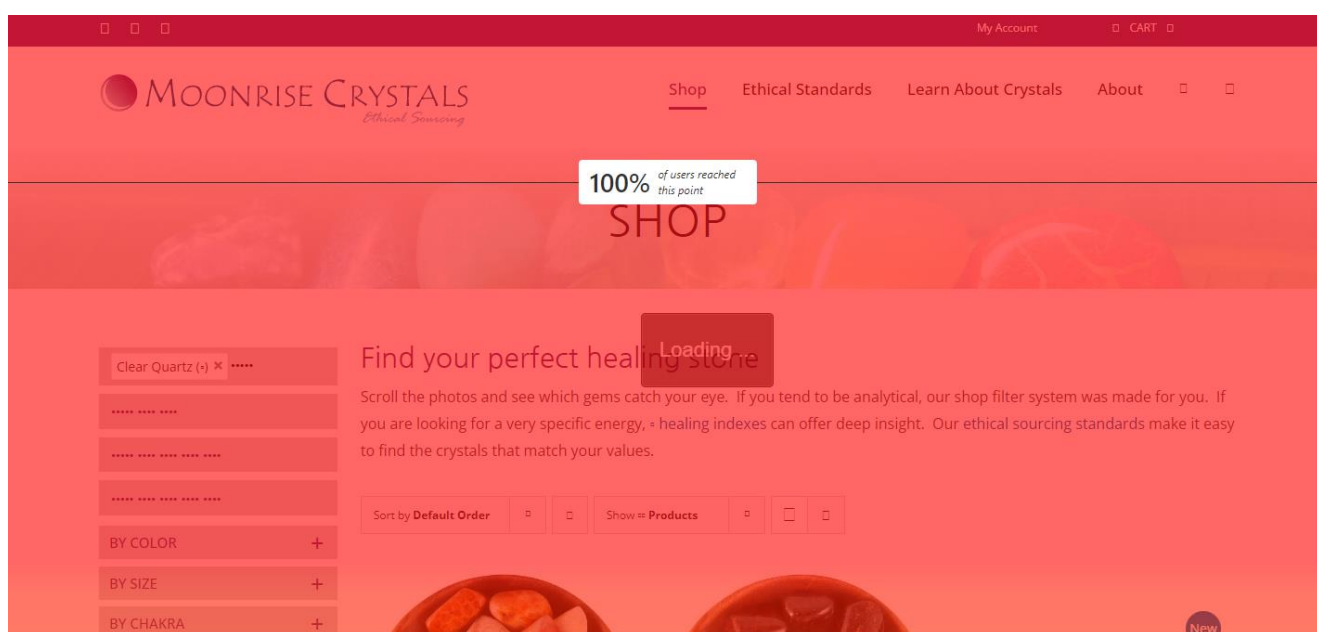 My Account CART
MOONRISE CRYSTALS
Ethical Sourcing
Shop Ethical Standards Learn About Crystals About
100% of users reached
this point
SHOP
Loading ...
Clear Quartz (▫) × •••••
••••• •••• ••••
••••• •••• •••• •••• ••••
••••• •••• •••• •••• ••••
BY COLOR +
BY SIZE +
BY CHAKRA +
Find your perfect healing stone
Scroll the photos and see which gems catch your eye. If you tend to be analytical, our shop filter system was made for you. If
you are looking for a very specific energy, ▫ healing indexes can offer deep insight. Our ethical sourcing standards make it easy
to find the crystals that match your values.
Sort by Default Order Show ▫▫ Products
New